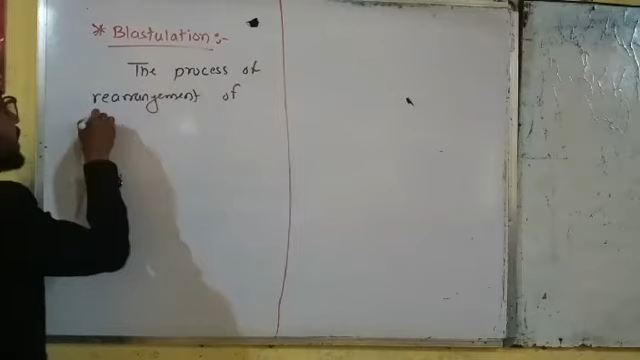 * Blastulation :-
The process of
rearrangement of